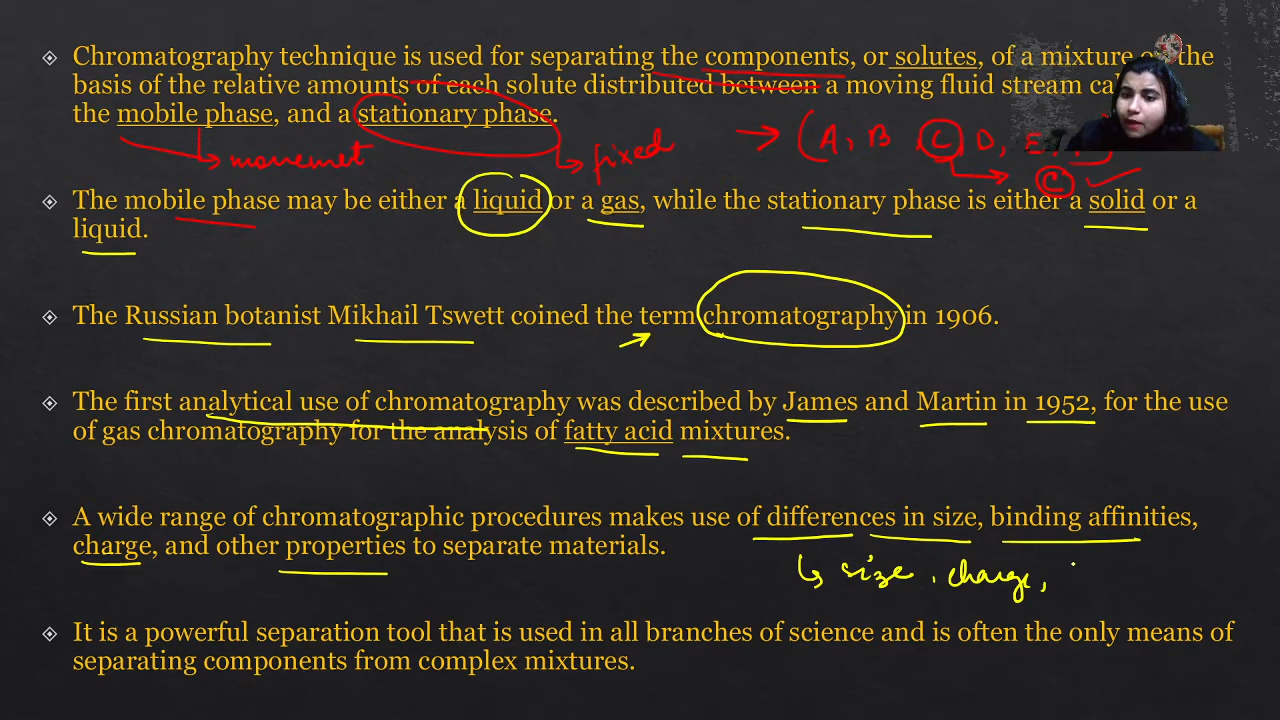 Chromatography technique is used for separating the components, or solutes, of a mixture on the
basis of the relative amounts of each solute distributed between a moving fluid stream
the mobile phase, and a stationary phase.
→ (A, B C D, E,
movemet
fixed
C
The mobile phase may be either a liquid or a gas, while the stationary phase is either a solid or a
liquid.
The Russian botanist Mikhail Tswett coined the term chromatography in 1906.
The first analytical use of chromatography was described by James and Martin in 1952, for the use
of gas chromatography for the analysis of fatty acid mixtures.
A wide range of chromatographic procedures makes use of differences in size, binding affinities,
charge, and other properties to separate materials.
size, charge,
It is a powerful separation tool that is used in all branches of science and is often the only means of
separating components from complex mixtures.